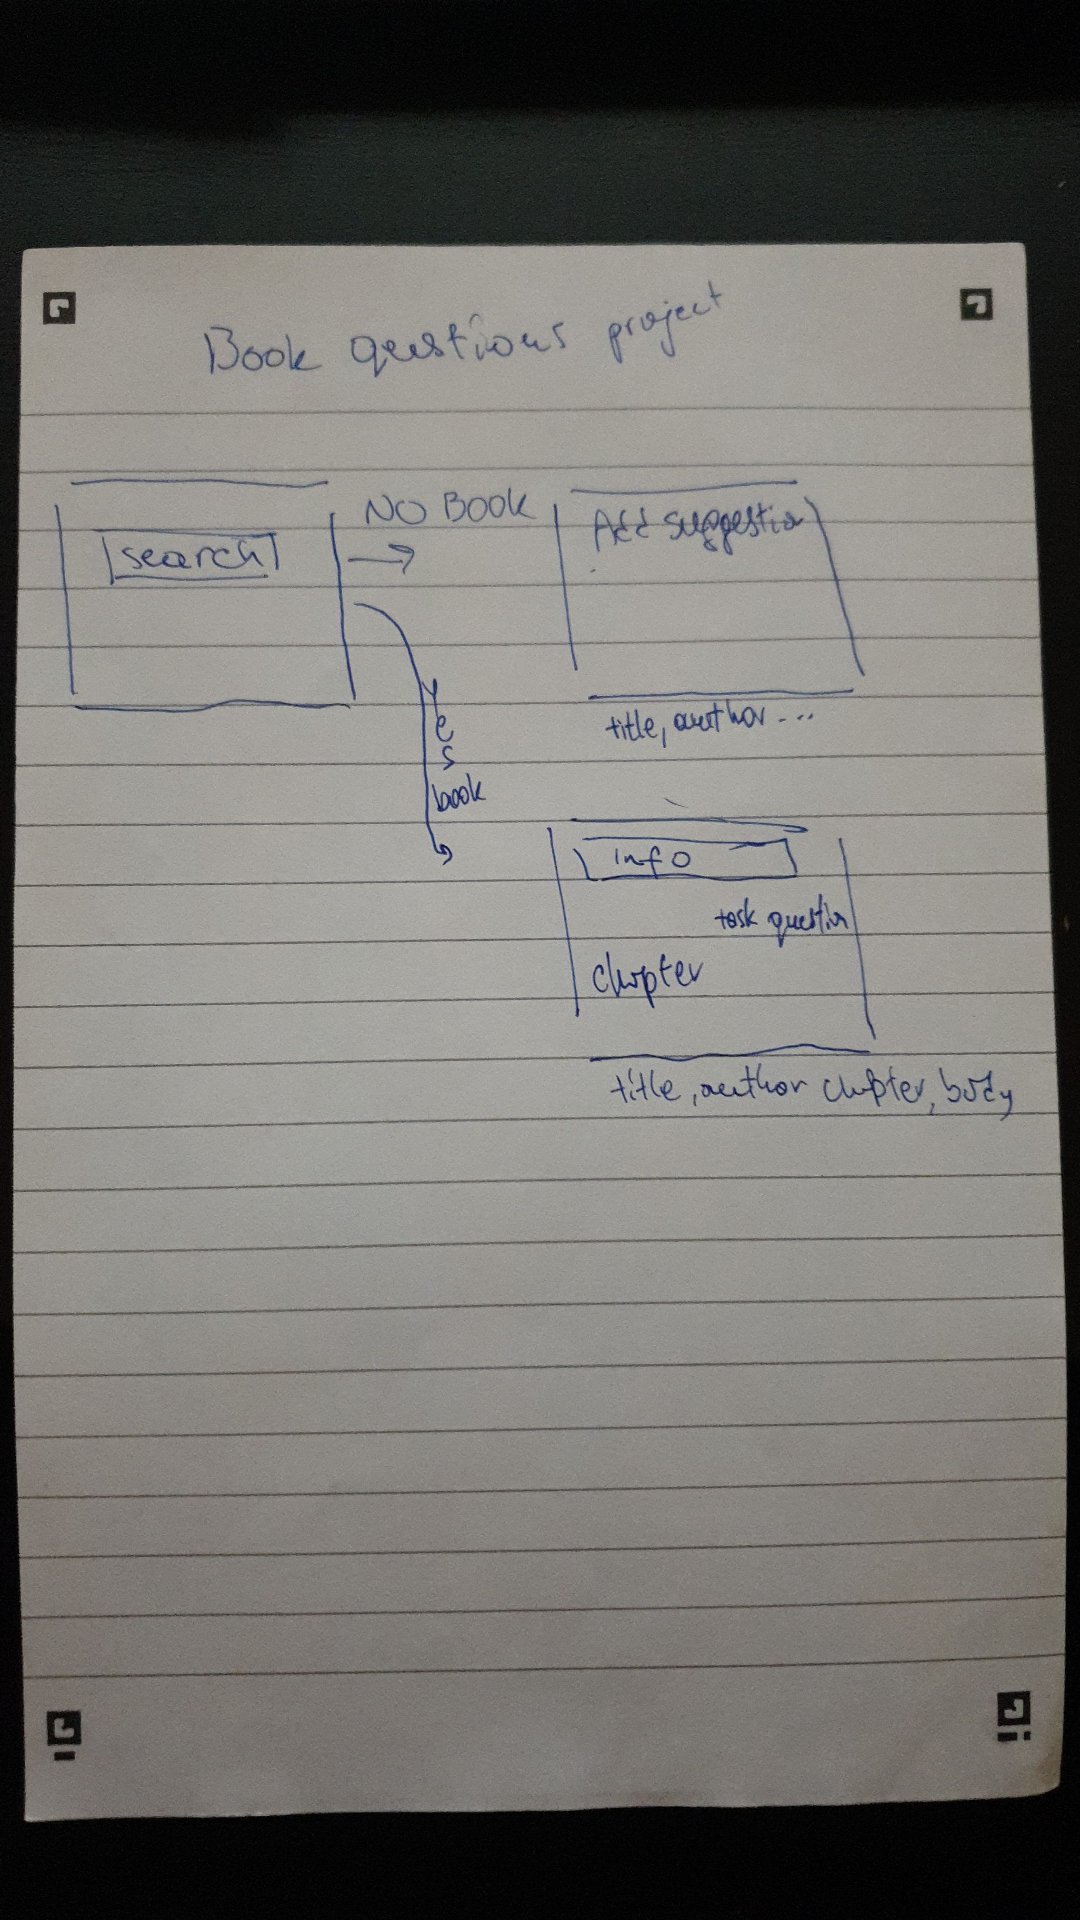 Book questions project
search
NO BOOK
Add suggestion
title, author ...
Yes
book
info
task question
chapter
title, author chapter, body